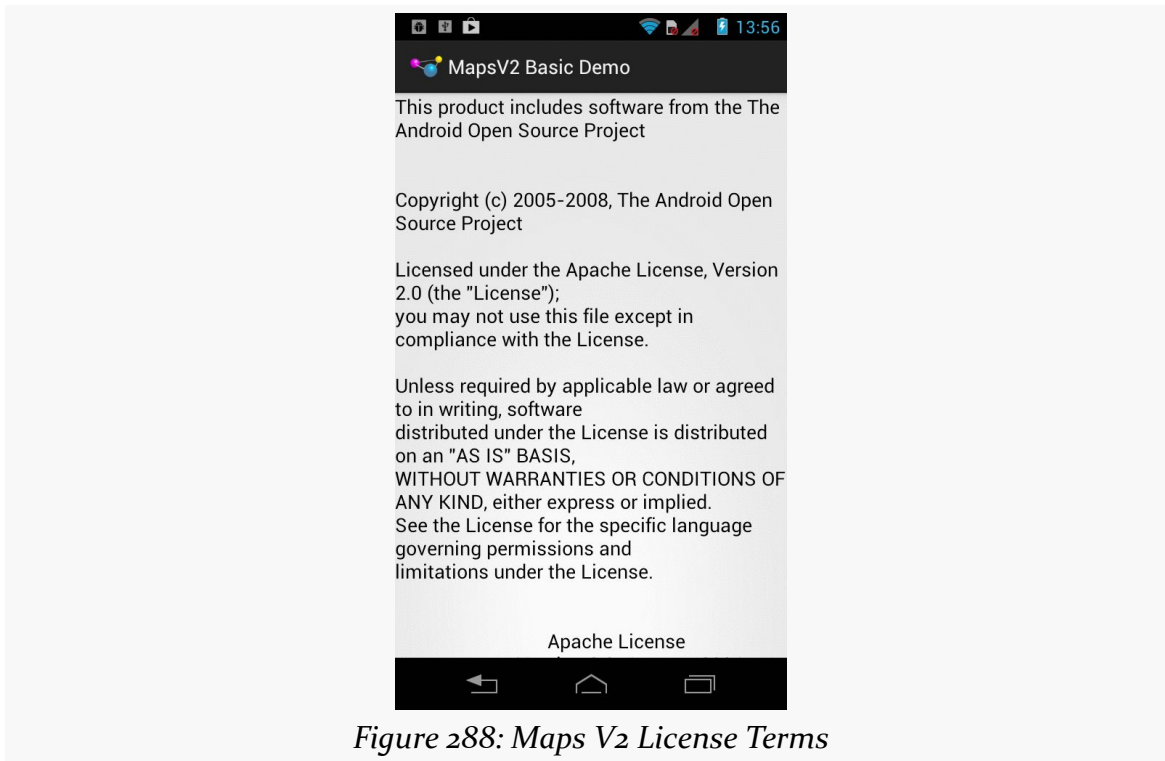 13:56
MapsV2 Basic Demo
This product includes software from the The
Android Open Source Project
Copyright (c) 2005-2008, The Android Open
Source Project
Licensed under the Apache License, Version
2.0 (the "License");
you may not use this file except in
compliance with the License.
Unless required by applicable law or agreed
to in writing, software
distributed under the License is distributed
on an "AS IS" BASIS,
WITHOUT WARRANTIES OR CONDITIONS OF
ANY KIND, either express or implied.
See the License for the specific language
governing permissions and
limitations under the License.
Apache License
Figure 288: Maps V2 License Terms